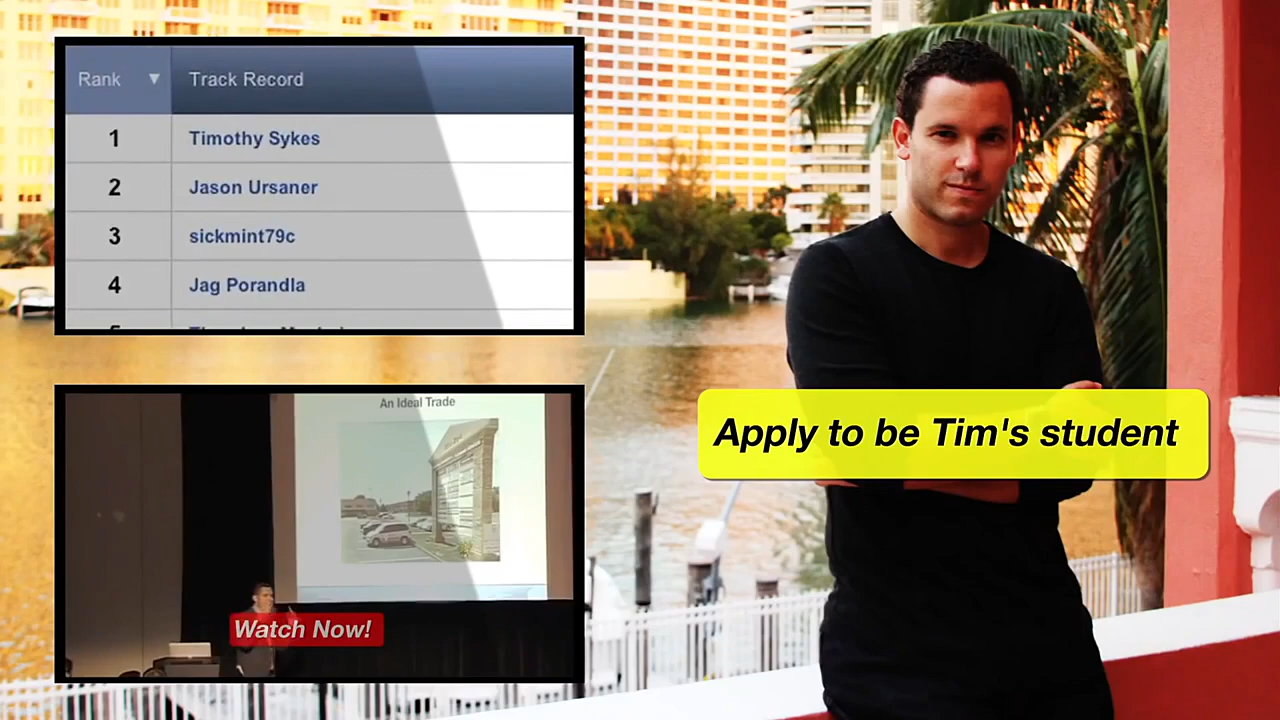 Rank ▼ Track Record
1 Timothy Sykes
2 Jason Ursaner
3 sickmint79c
4 Jag Porandla
An Ideal Trade
Watch Now!
Apply to be Tim's student